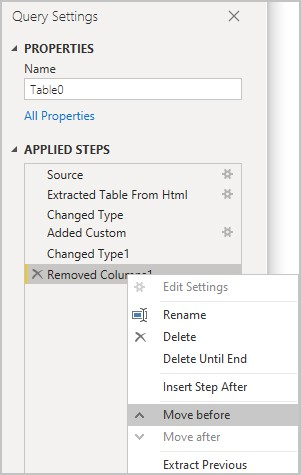 Query Settings
PROPERTIES
Name
Table0
All Properties
APPLIED STEPS
Source
Extracted Table From Html
Changed Type
Added Custom
Changed Type1
Removed Columns1
Edit Settings
Rename
Delete
Delete Until End
Insert Step After
Move before
Move after
Extract Previous